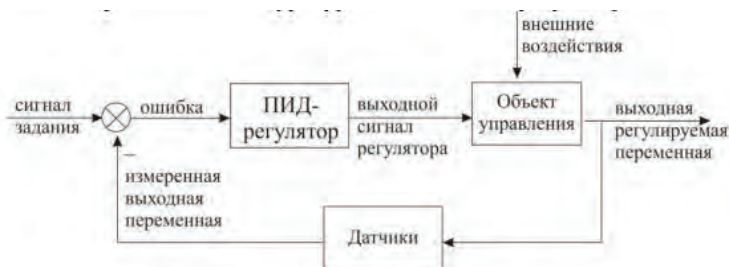 внешние
воздействия
сигнал
задания
ошибка
ПИД-
регулятор
выходной
сигнал
регулятора
Объект
управления
выходная
регулируемая
переменная
–
измеренная
выходная
переменная
Датчики